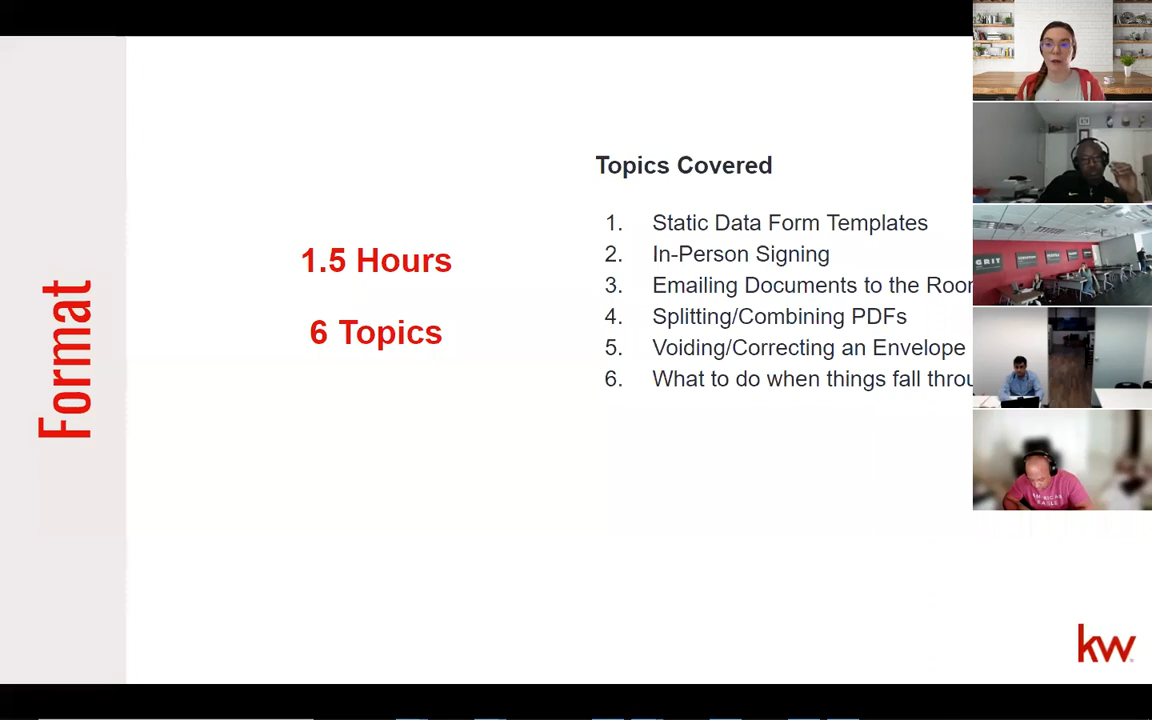 Format
1.5 Hours
6 Topics
Topics Covered
1. Static Data Form Templates
2. In-Person Signing
3. Emailing Documents to the Roo
4. Splitting/Combining PDFs
5. Voiding/Correcting an Envelope
6. What to do when things fall throu
GRIT
kw